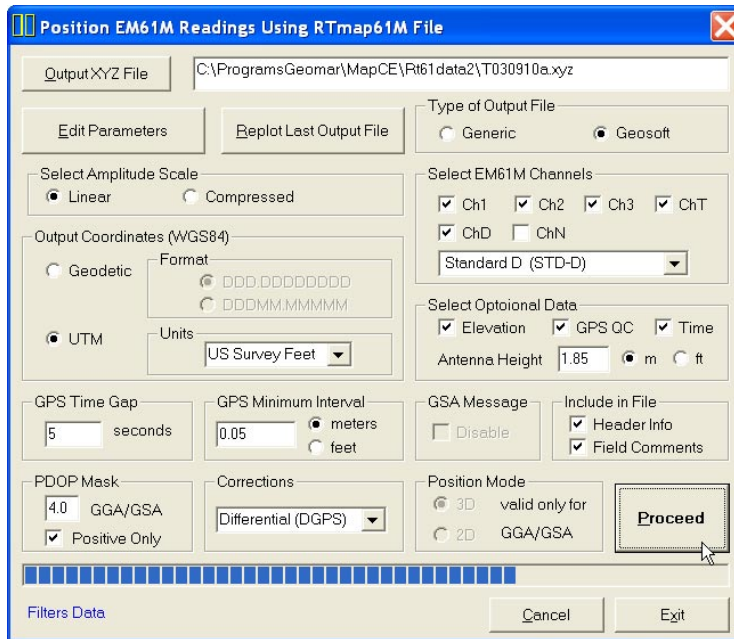 Position EM61M Readings Using RTmap61M File
Output XYZ File
C:\ProgramsGeomar\MapCE\Rt61data2\T030910a.xyz
Edit Parameters
Replot Last Output File
Type of Output File
Generic
Geosoft
Select Amplitude Scale
Linear
Compressed
Select EM61M Channels
Ch1
Ch2
Ch3
ChT
ChD
ChN
Standard D (STD-D)
Output Coordinates (WGS84)
Geodetic
Format
DDD.DDDDDDDD
DDDMM.MMMMM
UTM
Units
US Survey Feet
Select Optoional Data
Elevation
GPS QC
Time
Antenna Height
1.85
m
ft
GPS Time Gap
5
seconds
GPS Minimum Interval
0.05
meters
feet
GSA Message
Disable
Include in File
Header Info
Field Comments
PDOP Mask
4.0
GGA/GSA
Positive Only
Corrections
Differential (DGPS)
Position Mode
3D
valid only for
2D
GGA/GSA
Proceed
Filters Data
Cancel
Exit